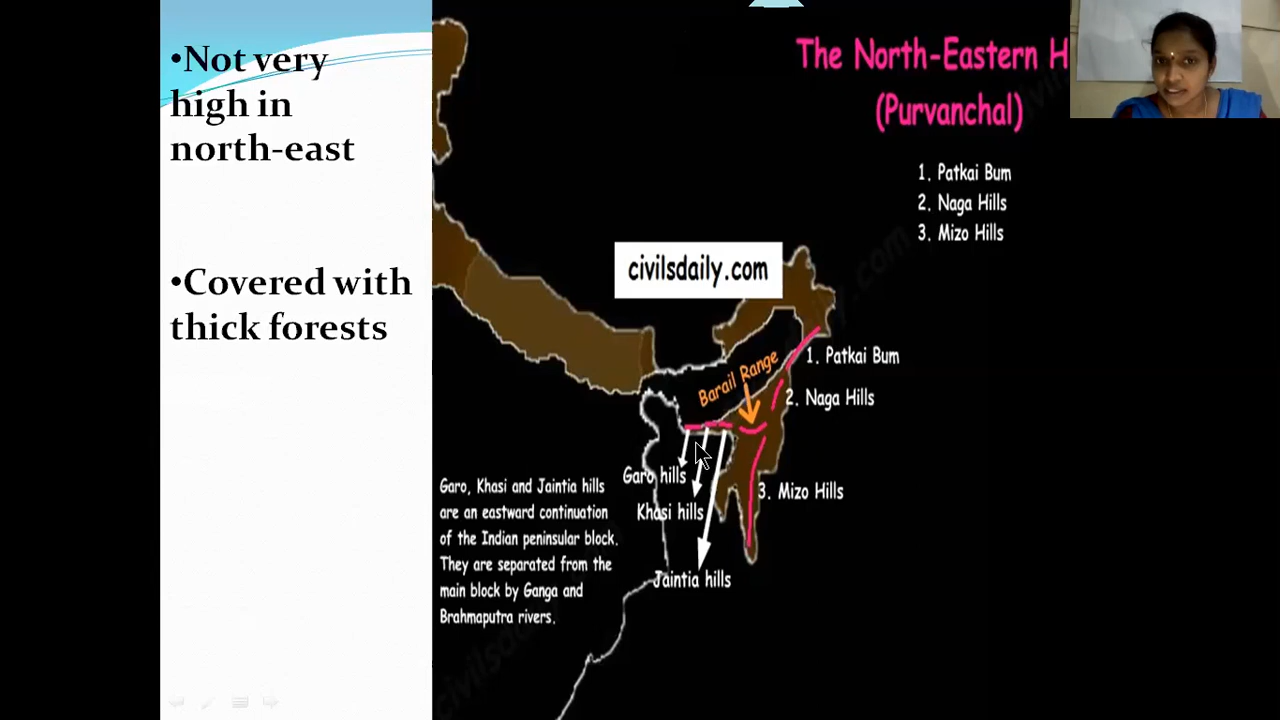 •Not very
high in
north-east
•Covered with
thick forests
The North-Eastern H
(Purvanchal)
1. Patkai Bum
2. Naga Hills
3. Mizo Hills
civilsdaily.com
Barail Range
1. Patkai Bum
2. Naga Hills
3. Mizo Hills
Garo hills
Khasi hills
Jaintia hills
Garo, Khasi and Jaintia hills
are an eastward continuation
of the Indian peninsular block.
They are separated from the
main block by Ganga and
Brahmaputra rivers.